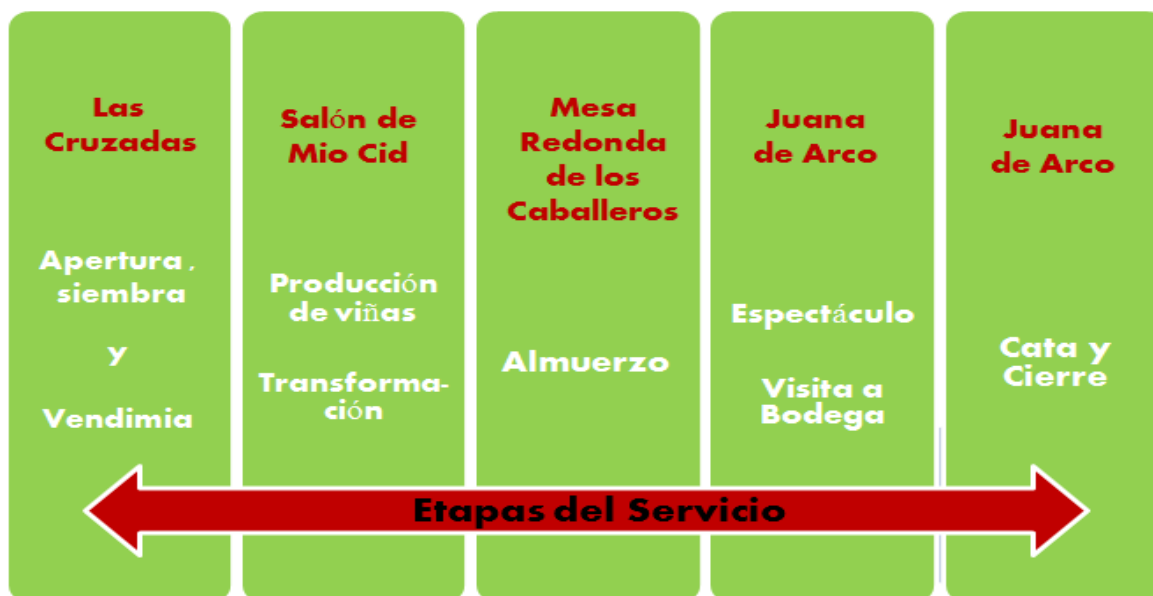 Las
Cruzadas
Apertura ,
siembra
y
Vendimia
Salón de
Mio Cid
Producción
de viñas
Transforma-
ción
Mesa
Redonda
de los
Caballeros
Almuerzo
Juana
de Arco
Espectáculo
Visita a
Bodega
Juana
de Arco
Cata y
Cierre
Etapas del Servicio